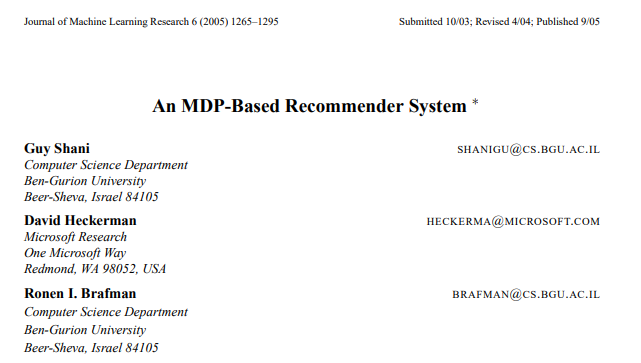 Journal of Machine Learning Research 6 (2005) 1265–1295 Submitted 10/03; Revised 4/04; Published 9/05
An MDP-Based Recommender System *
Guy Shani SHANIGU@CS.BGU.AC.IL
Computer Science Department
Ben-Gurion University
Beer-Sheva, Israel 84105
David Heckerman HECKERMA@MICROSOFT.COM
Microsoft Research
One Microsoft Way
Redmond, WA 98052, USA
Ronen I. Brafman BRAFMAN@CS.BGU.AC.IL
Computer Science Department
Ben-Gurion University
Beer-Sheva, Israel 84105